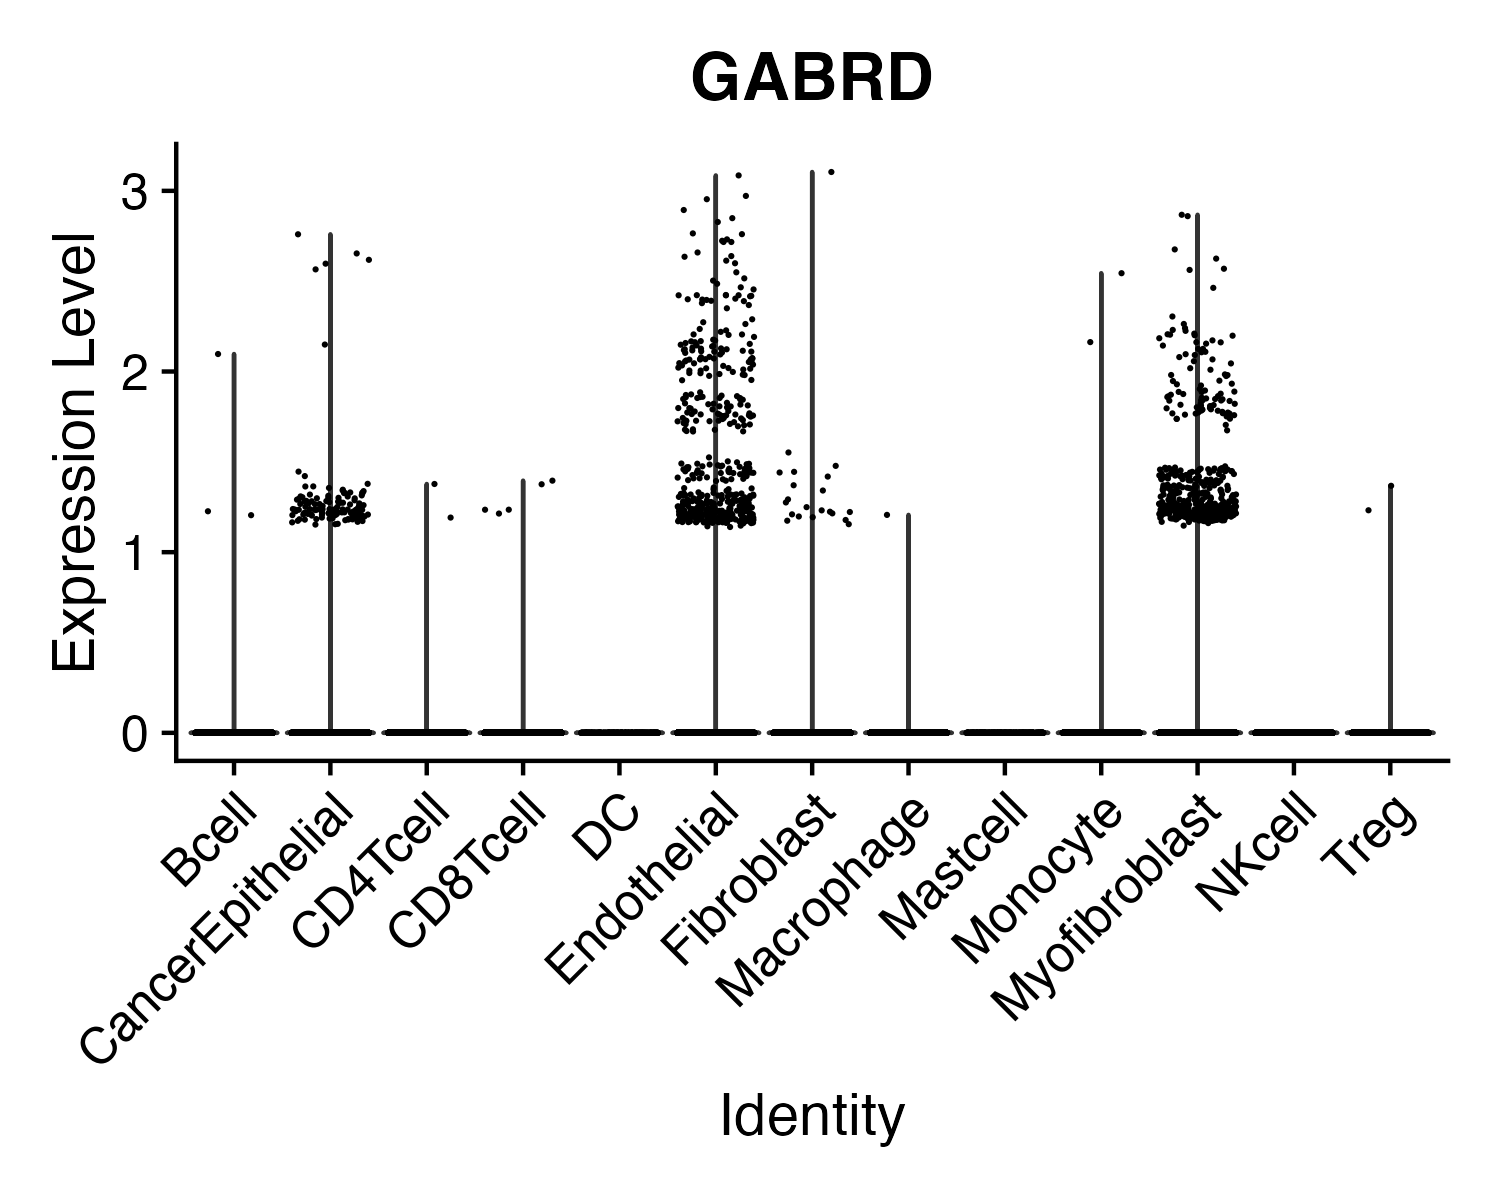 GABRD
Expression Level
3
2
1
0
Bcell
CancerEpithelial
CD4Tcell
CD8Tcell
DC
Endothelial
Fibroblast
Macrophage
Mastcell
Monocyte
Myofibroblast
NKcell
Treg
Identity